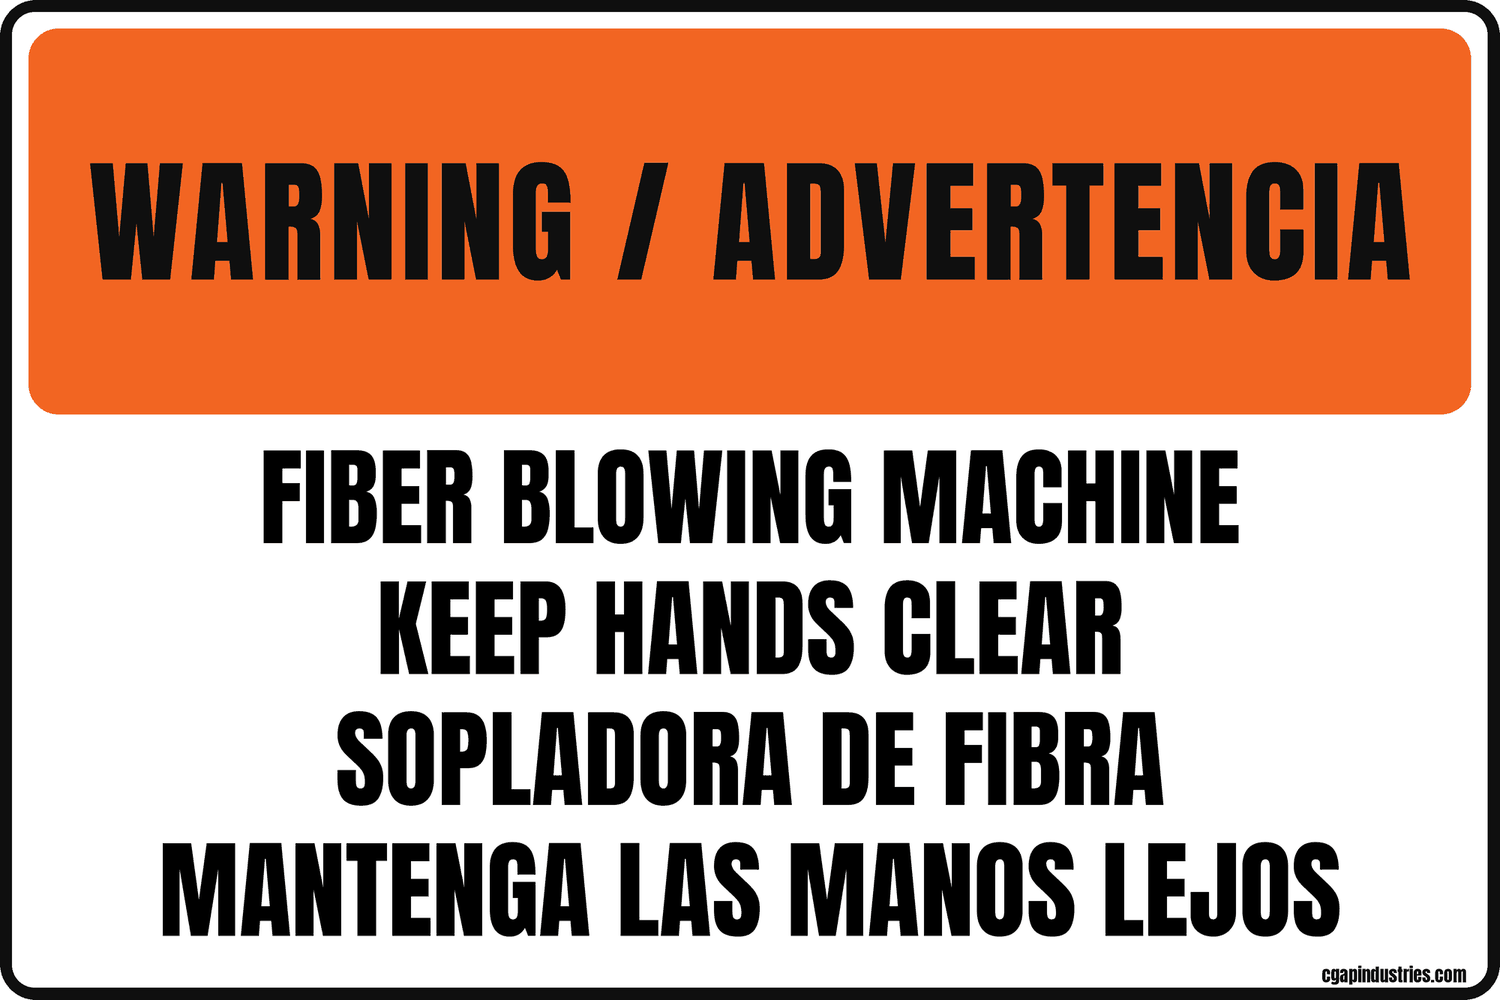 WARNING / ADVERTENCIA
FIBER BLOWING MACHINE
KEEP HANDS CLEAR
SOPLADORA DE FIBRA
MANTENGA LAS MANOS LEJOS
cgapindustries.com